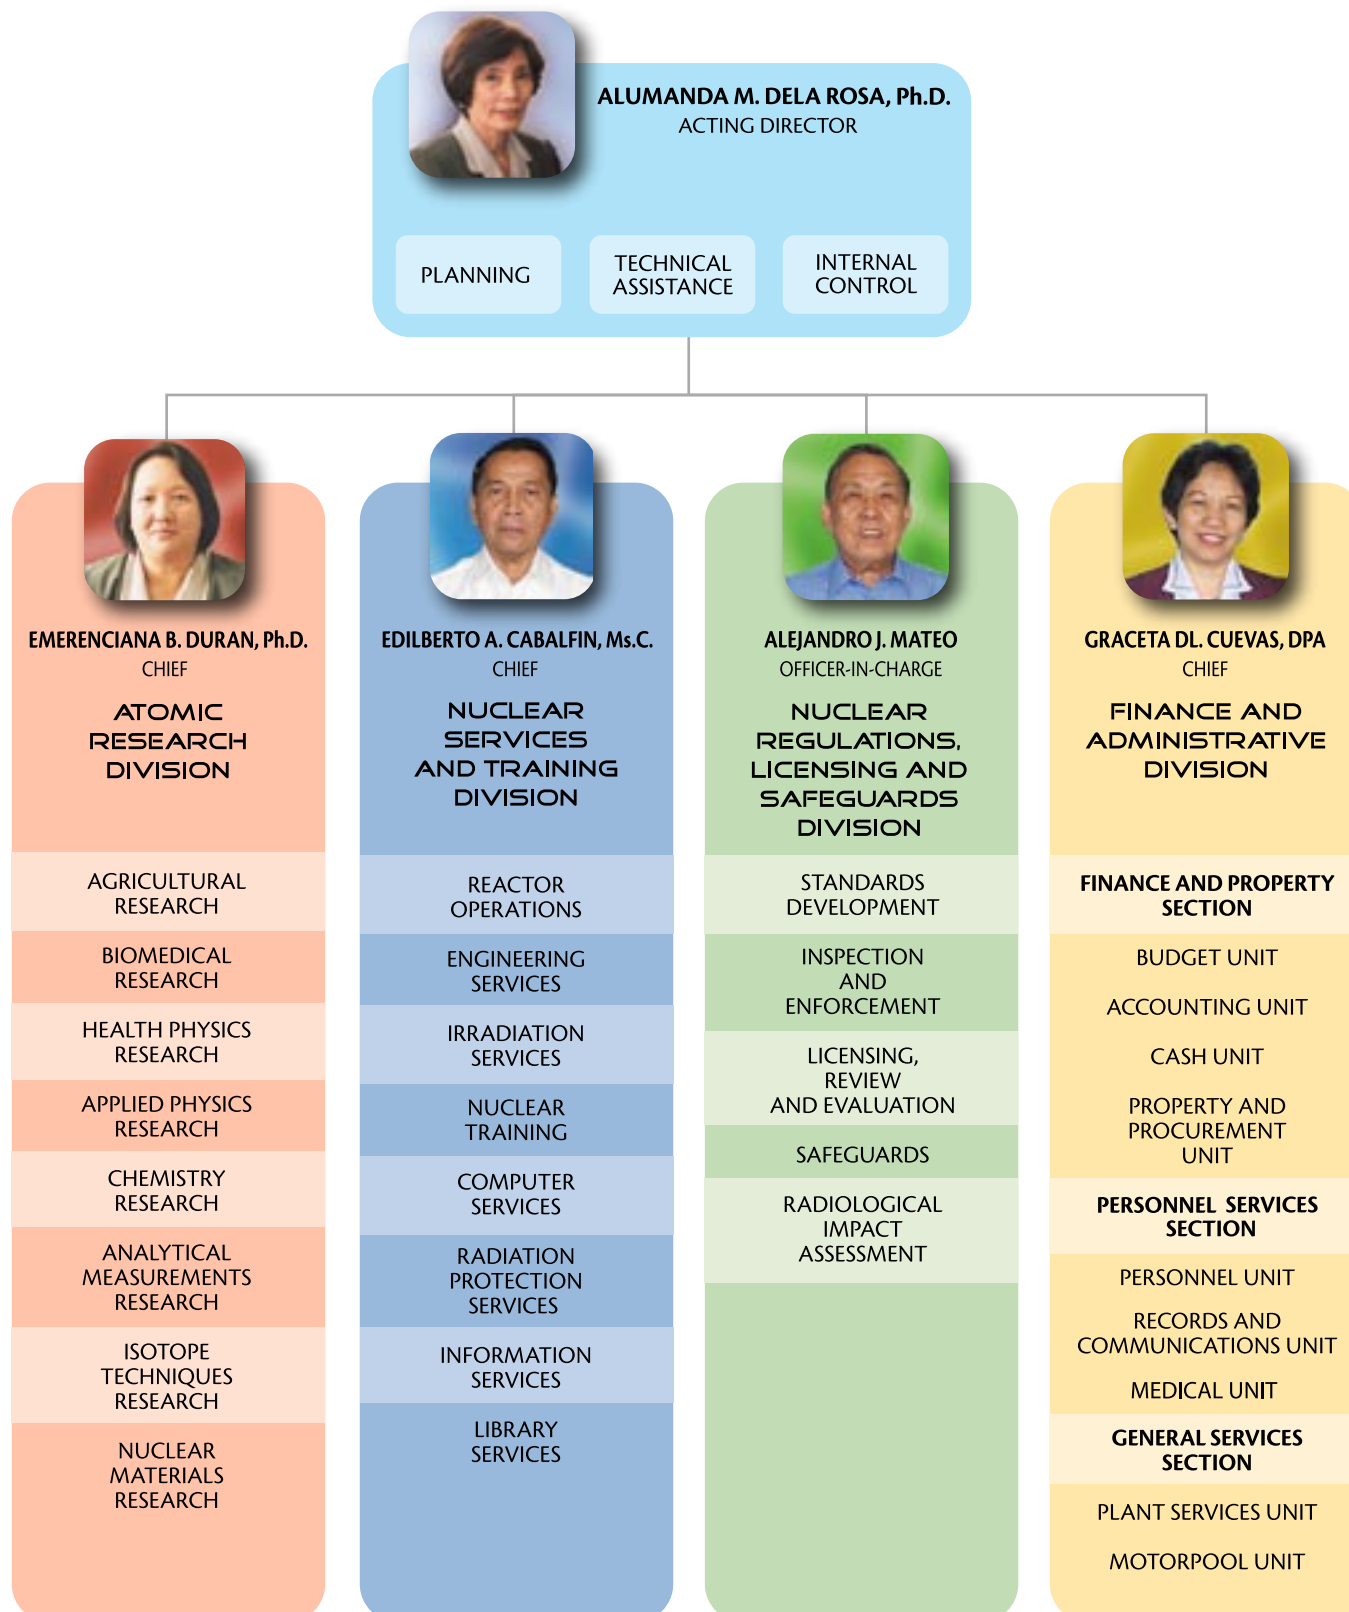 ALUMANDA M. DELA ROSA, Ph.D.
ACTING DIRECTOR
PLANNING
TECHNICAL
ASSISTANCE
INTERNAL
CONTROL
EMERENCIANA B. DURAN, Ph.D.
CHIEF
ATOMIC
RESEARCH
DIVISION
AGRICULTURAL
RESEARCH
BIOMEDICAL
RESEARCH
HEALTH PHYSICS
RESEARCH
APPLIED PHYSICS
RESEARCH
CHEMISTRY
RESEARCH
ANALYTICAL
MEASUREMENTS
RESEARCH
ISOTOPE
TECHNIQUES
RESEARCH
NUCLEAR
MATERIALS
RESEARCH
EDILBERTO A. CABALFIN, Ms.C.
CHIEF
NUCLEAR
SERVICES
AND TRAINING
DIVISION
REACTOR
OPERATIONS
ENGINEERING
SERVICES
IRRADIATION
SERVICES
NUCLEAR
TRAINING
COMPUTER
SERVICES
RADIATION
PROTECTION
SERVICES
INFORMATION
SERVICES
LIBRARY
SERVICES
ALEJANDRO J. MATEO
OFFICER-IN-CHARGE
NUCLEAR
REGULATIONS,
LICENSING AND
SAFEGUARDS
DIVISION
STANDARDS
DEVELOPMENT
INSPECTION
AND
ENFORCEMENT
LICENSING,
REVIEW
AND EVALUATION
SAFEGUARDS
RADIOLOGICAL
IMPACT
ASSESSMENT
GRACETA DL. CUEVAS, DPA
CHIEF
FINANCE AND
ADMINISTRATIVE
DIVISION
FINANCE AND PROPERTY
SECTION
BUDGET UNIT
ACCOUNTING UNIT
CASH UNIT
PROPERTY AND
PROCUREMENT
UNIT
PERSONNEL SERVICES
SECTION
PERSONNEL UNIT
RECORDS AND
COMMUNICATIONS UNIT
MEDICAL UNIT
GENERAL SERVICES
SECTION
PLANT SERVICES UNIT
MOTORPOOL UNIT